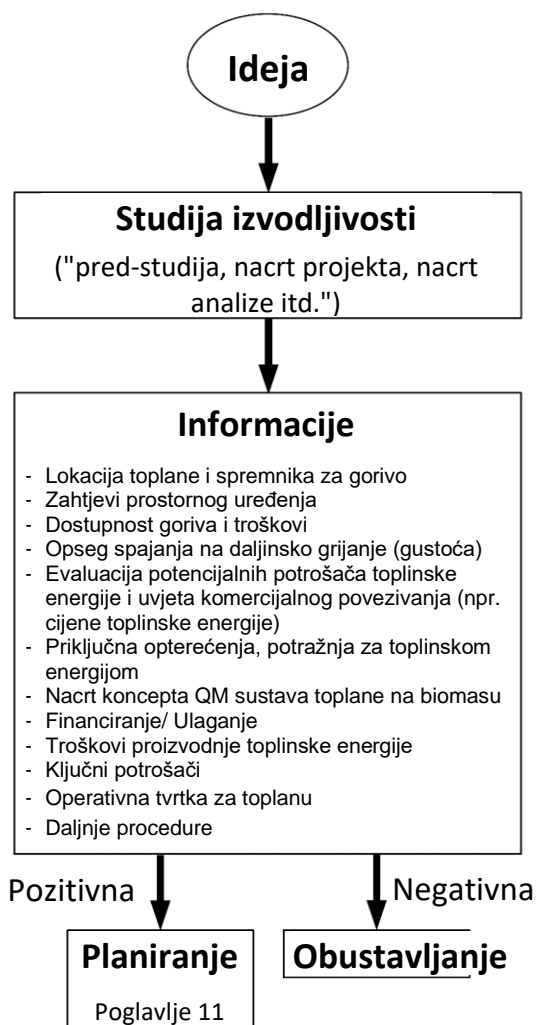 Ideja
Studija izvodljivosti
("pred-studija, nacrt projekta, nacrt
analize itd.")
Informacije
- Lokacija toplane i spremnika za gorivo
- Zahtjevi prostornog uređenja
- Dostupnost goriva i troškovi
- Opseg spajanja na daljinsko grijanje (gustoća)
- Evaluacija potencijalnih potrošača toplinske
energije i uvjeta komercijalnog povezivanja (npr.
cijene toplinske energije)
- Priključna opterećenja, potražnja za toplinskom
energijom
- Nacrt koncepta QM sustava toplane na biomasu
- Financiranje/ Ulaganje
- Troškovi proizvodnje toplinske energije
- Ključni potrošači
- Operativna tvrtka za toplanu
- Daljnje procedure
Pozitivna
Negativna
Planiranje
Poglavlje 11
Obustavljanje